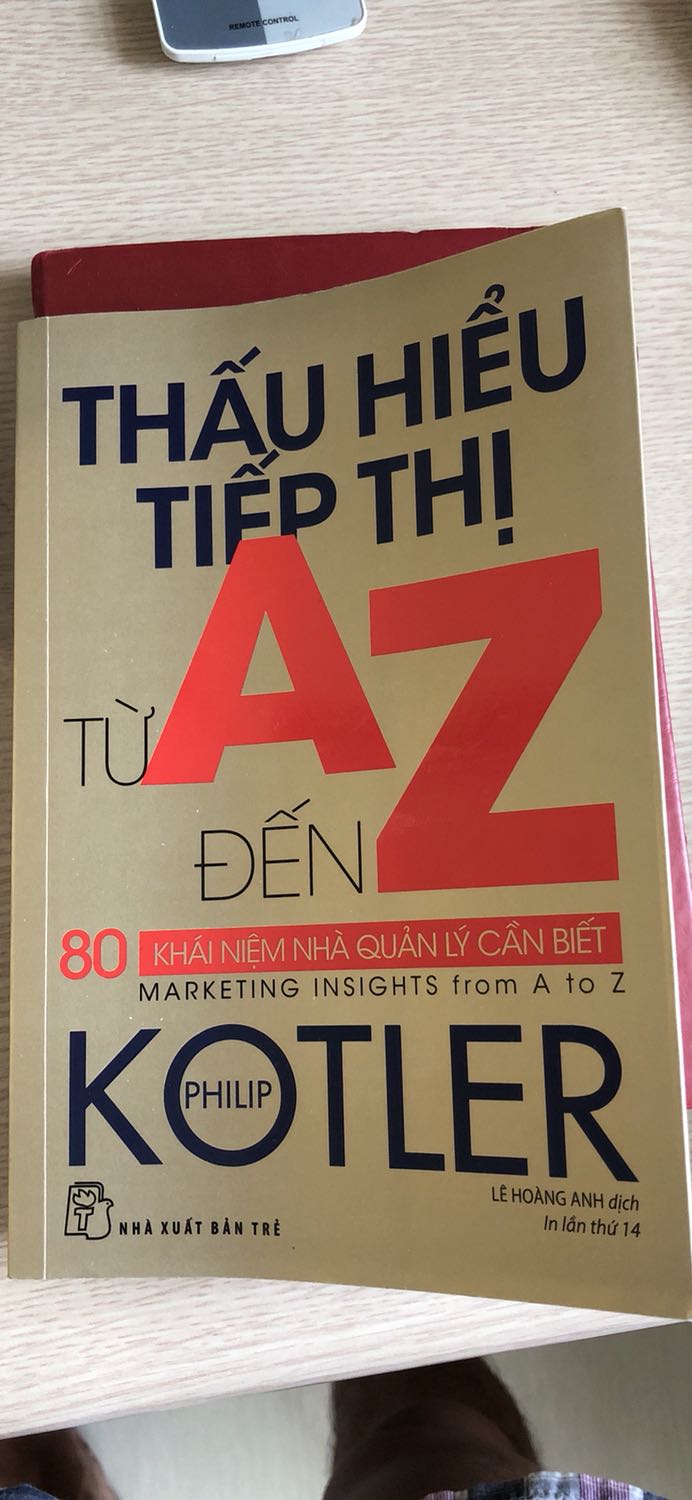 REMOTE CONTROL
THẤU HIỂU
TIẾP THỊ
TỪ A
ĐẾN Z
80 KHÁI NIỆM NHÀ QUẢN LÝ CẦN BIẾT
MARKETING INSIGHTS from A to Z
PHILIP
KOTLER
LÊ HOÀNG ANH dịch
In lần thứ 14
T NHÀ XUẤT BẢN TRẺ